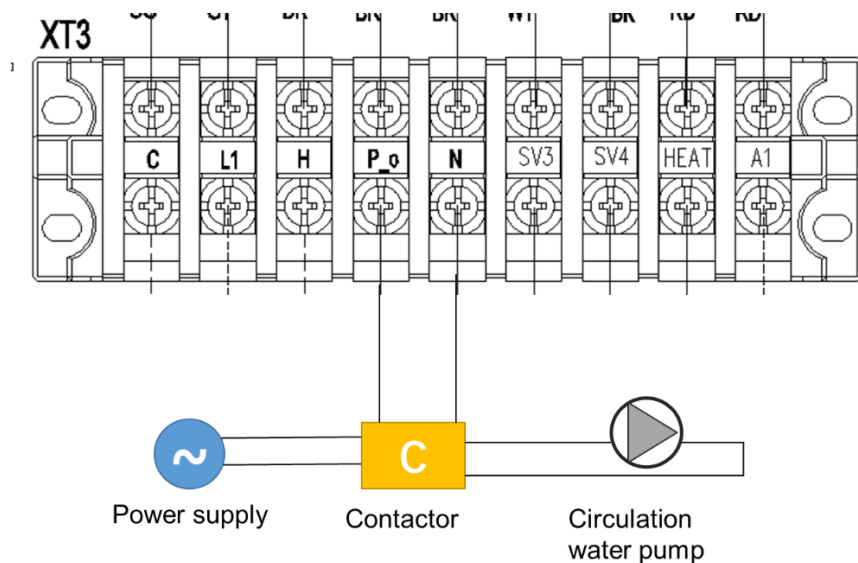 XT3
C L1 H P_o N SV3 SV4 HEAT A1
~
C
Power supply
Contactor
Circulation
water pump